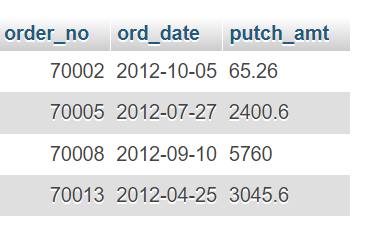 order_no ord_date putch_amt
70002 2012-10-05 65.26
70005 2012-07-27 2400.6
70008 2012-09-10 5760
70013 2012-04-25 3045.6